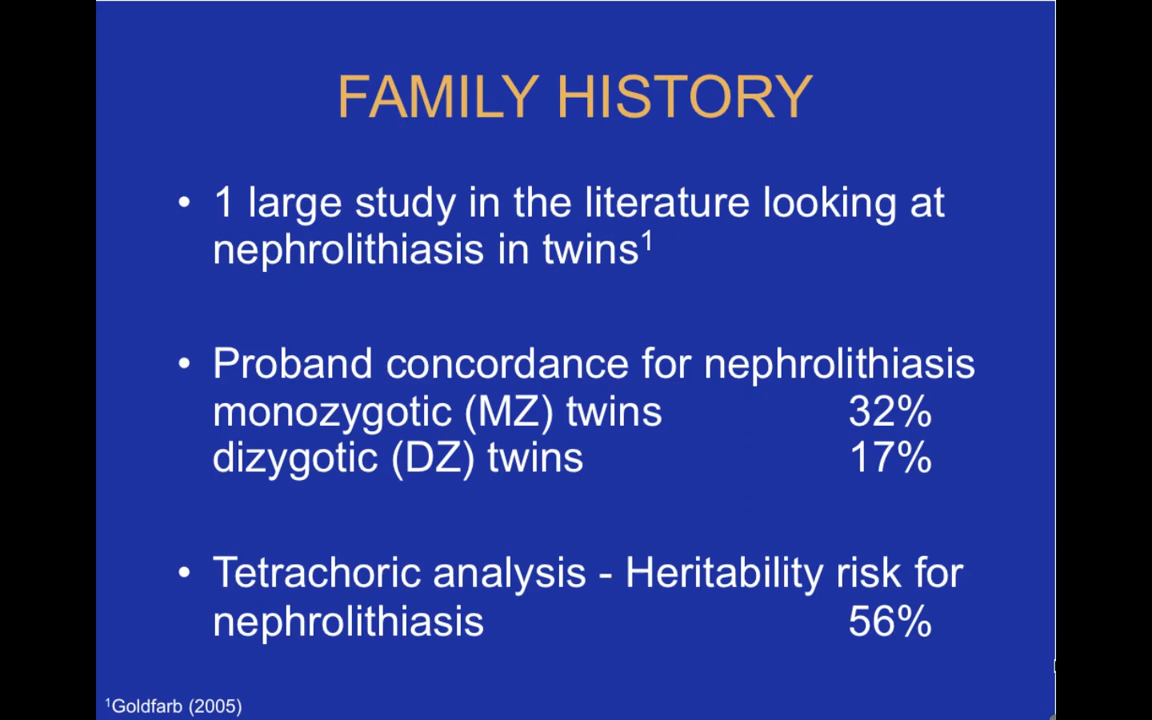 FAMILY HISTORY
• 1 large study in the literature looking at
nephrolithiasis in twins¹
• Proband concordance for nephrolithiasis
monozygotic (MZ) twins 32%
dizygotic (DZ) twins 17%
• Tetrachoric analysis - Heritability risk for
nephrolithiasis 56%
¹Goldfarb (2005)